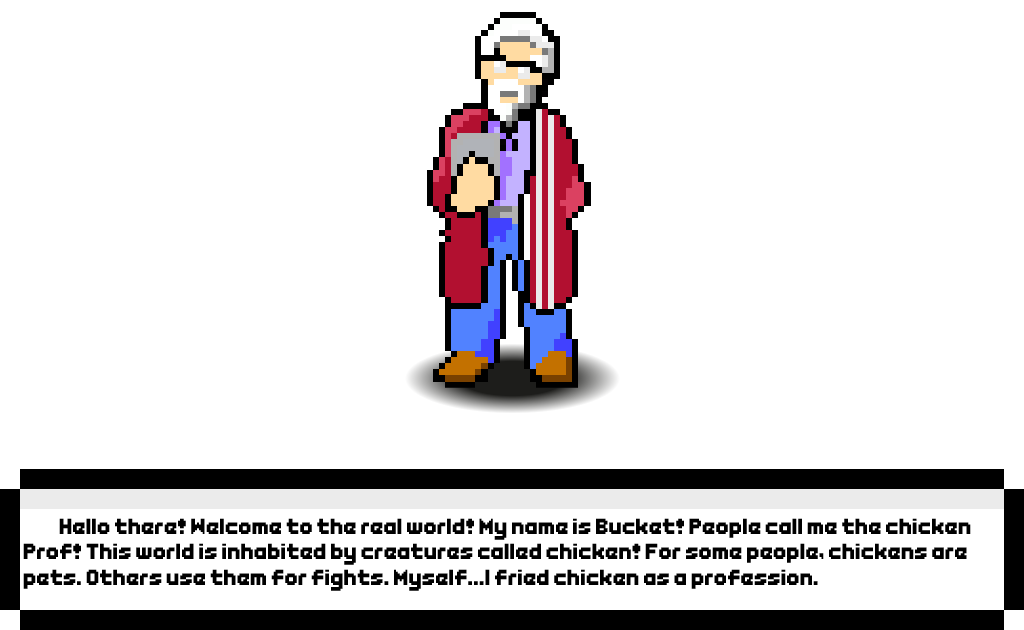 Hello there! Welcome to the real world! My name is Bucket! People call me the chicken
Prof! This world is inhabited by creatures called chicken! For some people, chickens are
pets. Others use them for fights. Myself...I fried chicken as a profession.